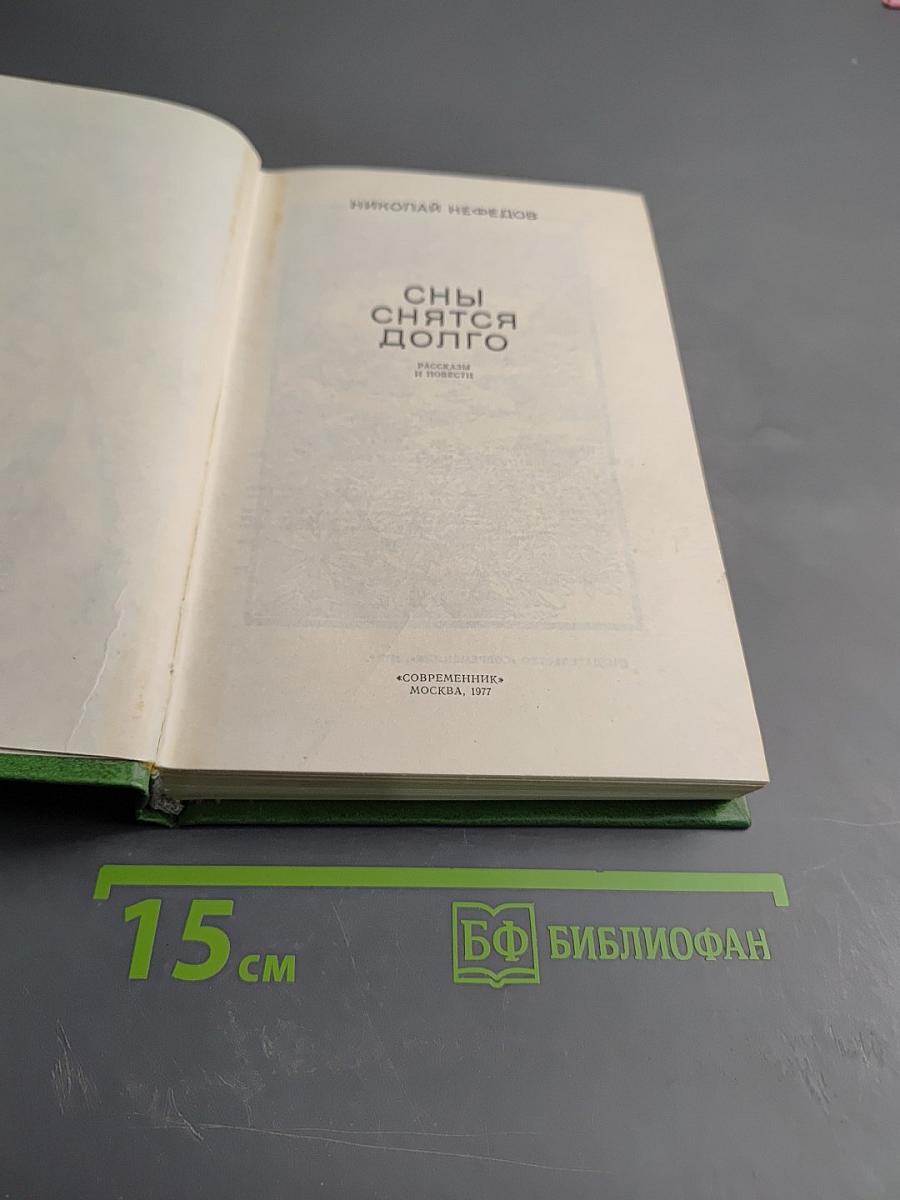 НИКОЛАЙ НЕФЕДОВ
СНЫ
СНЯТСЯ
ДОЛГО
РАССКАЗЫ
И ПОВЕСТИ
«СОВРЕМЕННИК»
МОСКВА, 1977
15 см
БФ БИБЛИОФАН